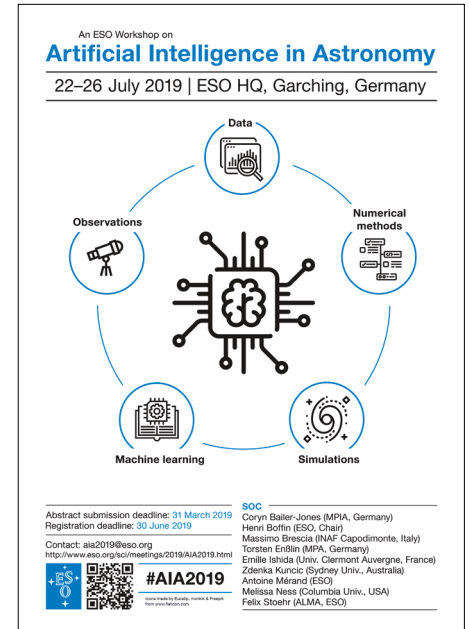 An ESO Workshop on
Artificial Intelligence in Astronomy
22–26 July 2019 | ESO HQ, Garching, Germany
Data
Observations
Numerical
methods
Machine learning
Simulations
Abstract submission deadline: 31 March 2019
Registration deadline: 30 June 2019
Contact: aia2019@eso.org
http://www.eso.org/sci/meetings/2019/AIA2019.html
ESO
#AIA2019
Icons made by Eucalip, monkik & Freepik
from www.flaticon.com
SOC
Coryn Bailer-Jones (MPIA, Germany)
Henri Boffin (ESO, Chair)
Massimo Brescia (INAF Capodimonte, Italy)
Torsten Enßlin (MPA, Germany)
Emille Ishida (Univ. Clermont Auvergne, France)
Zdenka Kuncic (Sydney Univ., Australia)
Antoine Mérand (ESO)
Melissa Ness (Columbia Univ., USA)
Felix Stoehr (ALMA, ESO)